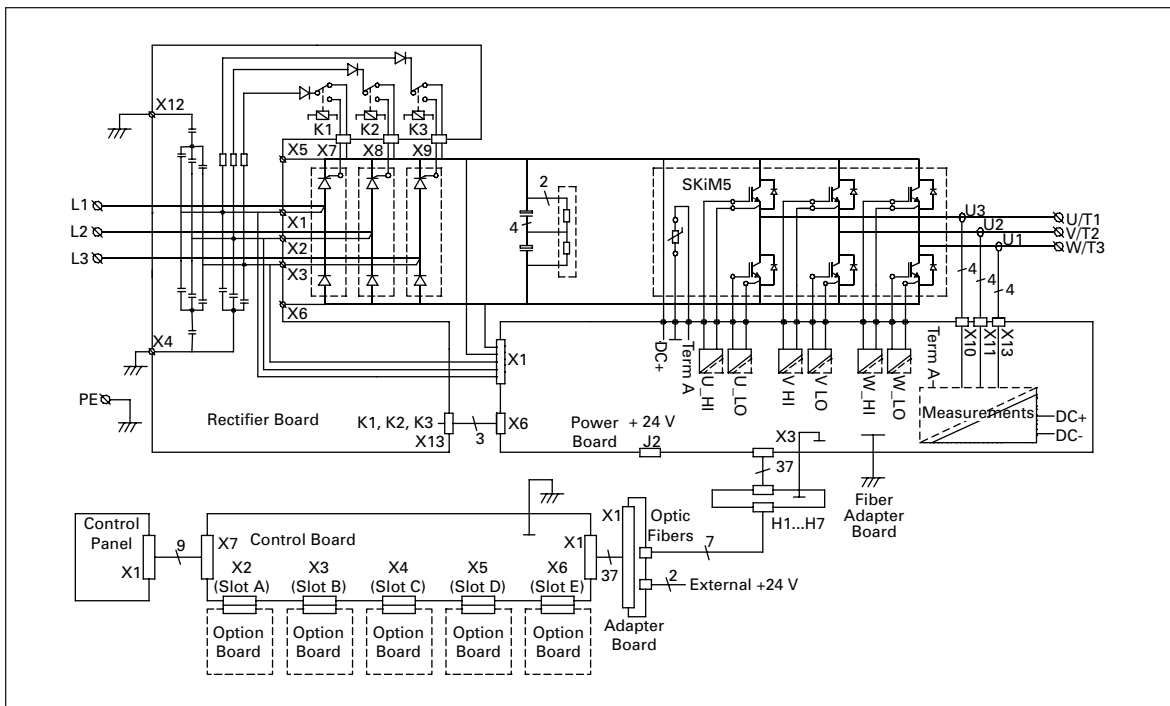 X12
K1
K2
K3
X5
X7
X8
X9
2
SKiM5
L1
X1
4
U3
U/T1
L2
X2
U2
V/T2
L3
X3
U1
W/T3
X6
4
4
4
X4
X1
DC+
Term A
U_HI
U_LO
V HI
V LO
W_HI
W_LO
Term A
X10
X11
X13
PE
Rectifier Board
K1, K2, K3
X13
3
X6
Power + 24 V
Board
J2
X3
Measurements
DC+
DC-
37
Control
Panel
X1
9
X7
Control Board
X1
37
X1
Optic
Fibers
H1...H7
Fiber
Adapter
Board
7
X2
(Slot A)
X3
(Slot B)
X4
(Slot C)
X5
(Slot D)
X6
(Slot E)
2
External +24 V
Option
Board
Option
Board
Option
Board
Option
Board
Option
Board
Adapter
Board